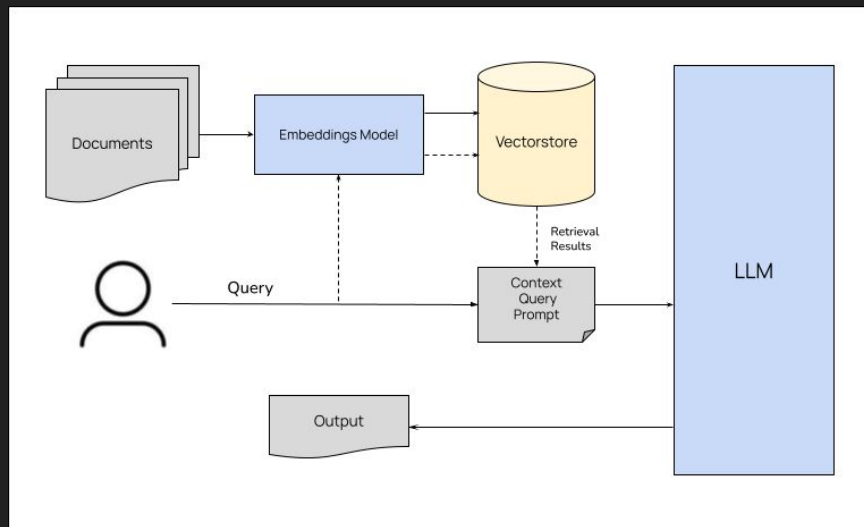 Documents
Embeddings Model
Vectorstore
Retrieval
Results
Query
Context
Query
Prompt
LLM
Output